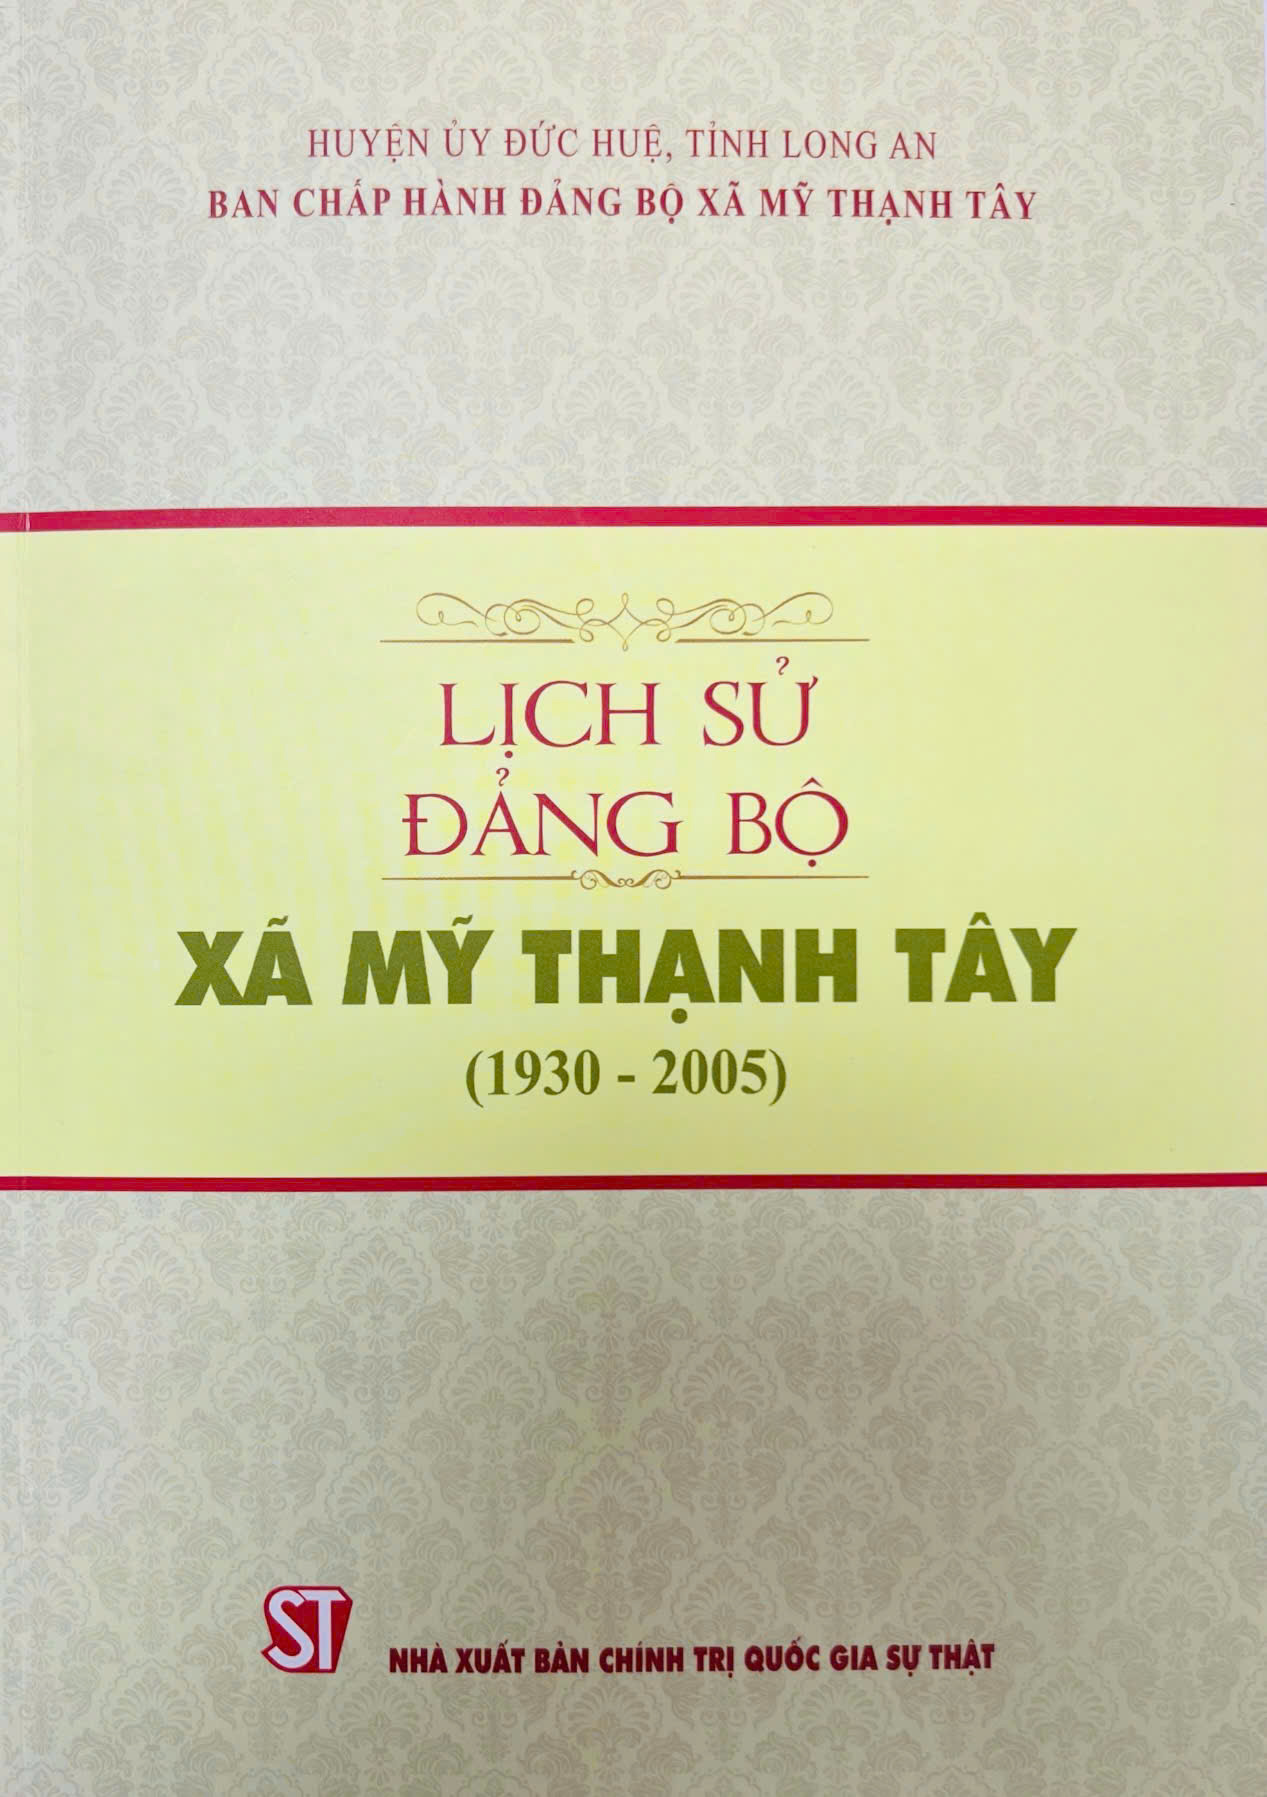 HUYỆN ỦY ĐỨC HUỆ, TỈNH LONG AN
BAN CHẤP HÀNH ĐẢNG BỘ XÃ MỸ THẠNH TÂY
LỊCH SỬ
ĐẢNG BỘ
XÃ MỸ THẠNH TÂY
(1930 - 2005)
ST
NHÀ XUẤT BẢN CHÍNH TRỊ QUỐC GIA SỰ THẬT